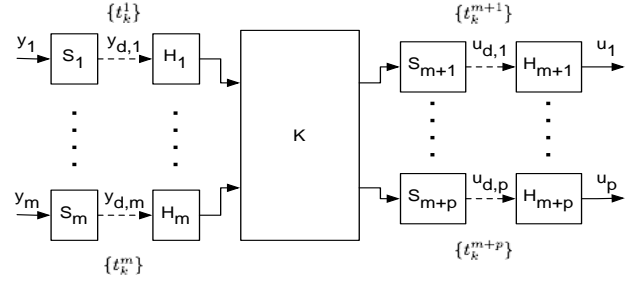 {t_k^1} {t_k^{m+1}}
y_1 S_1 y_{d,1} H_1 S_{m+1} u_{d,1} H_{m+1} u_1
K
y_m S_m y_{d,m} H_m S_{m+p} u_{d,p} H_{m+p} u_p
{t_k^m} {t_k^{m+p}}